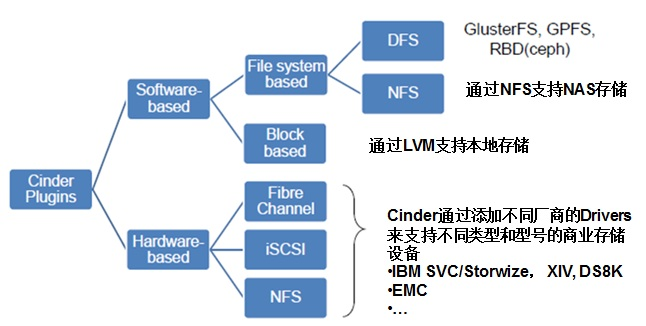 DFS
GlusterFS, GPFS,
RBD(ceph)
File system
based
NFS
通过NFS支持NAS存储
Software-
based
Block
based
通过LVM支持本地存储
Cinder
Plugins
Fibre
Channel
Hardware-
based
iSCSI
NFS
Cinder通过添加不同厂商的Drivers
来支持不同类型和型号的商业存储
设备
•IBM SVC/Storwize， XIV, DS8K
•EMC
•…